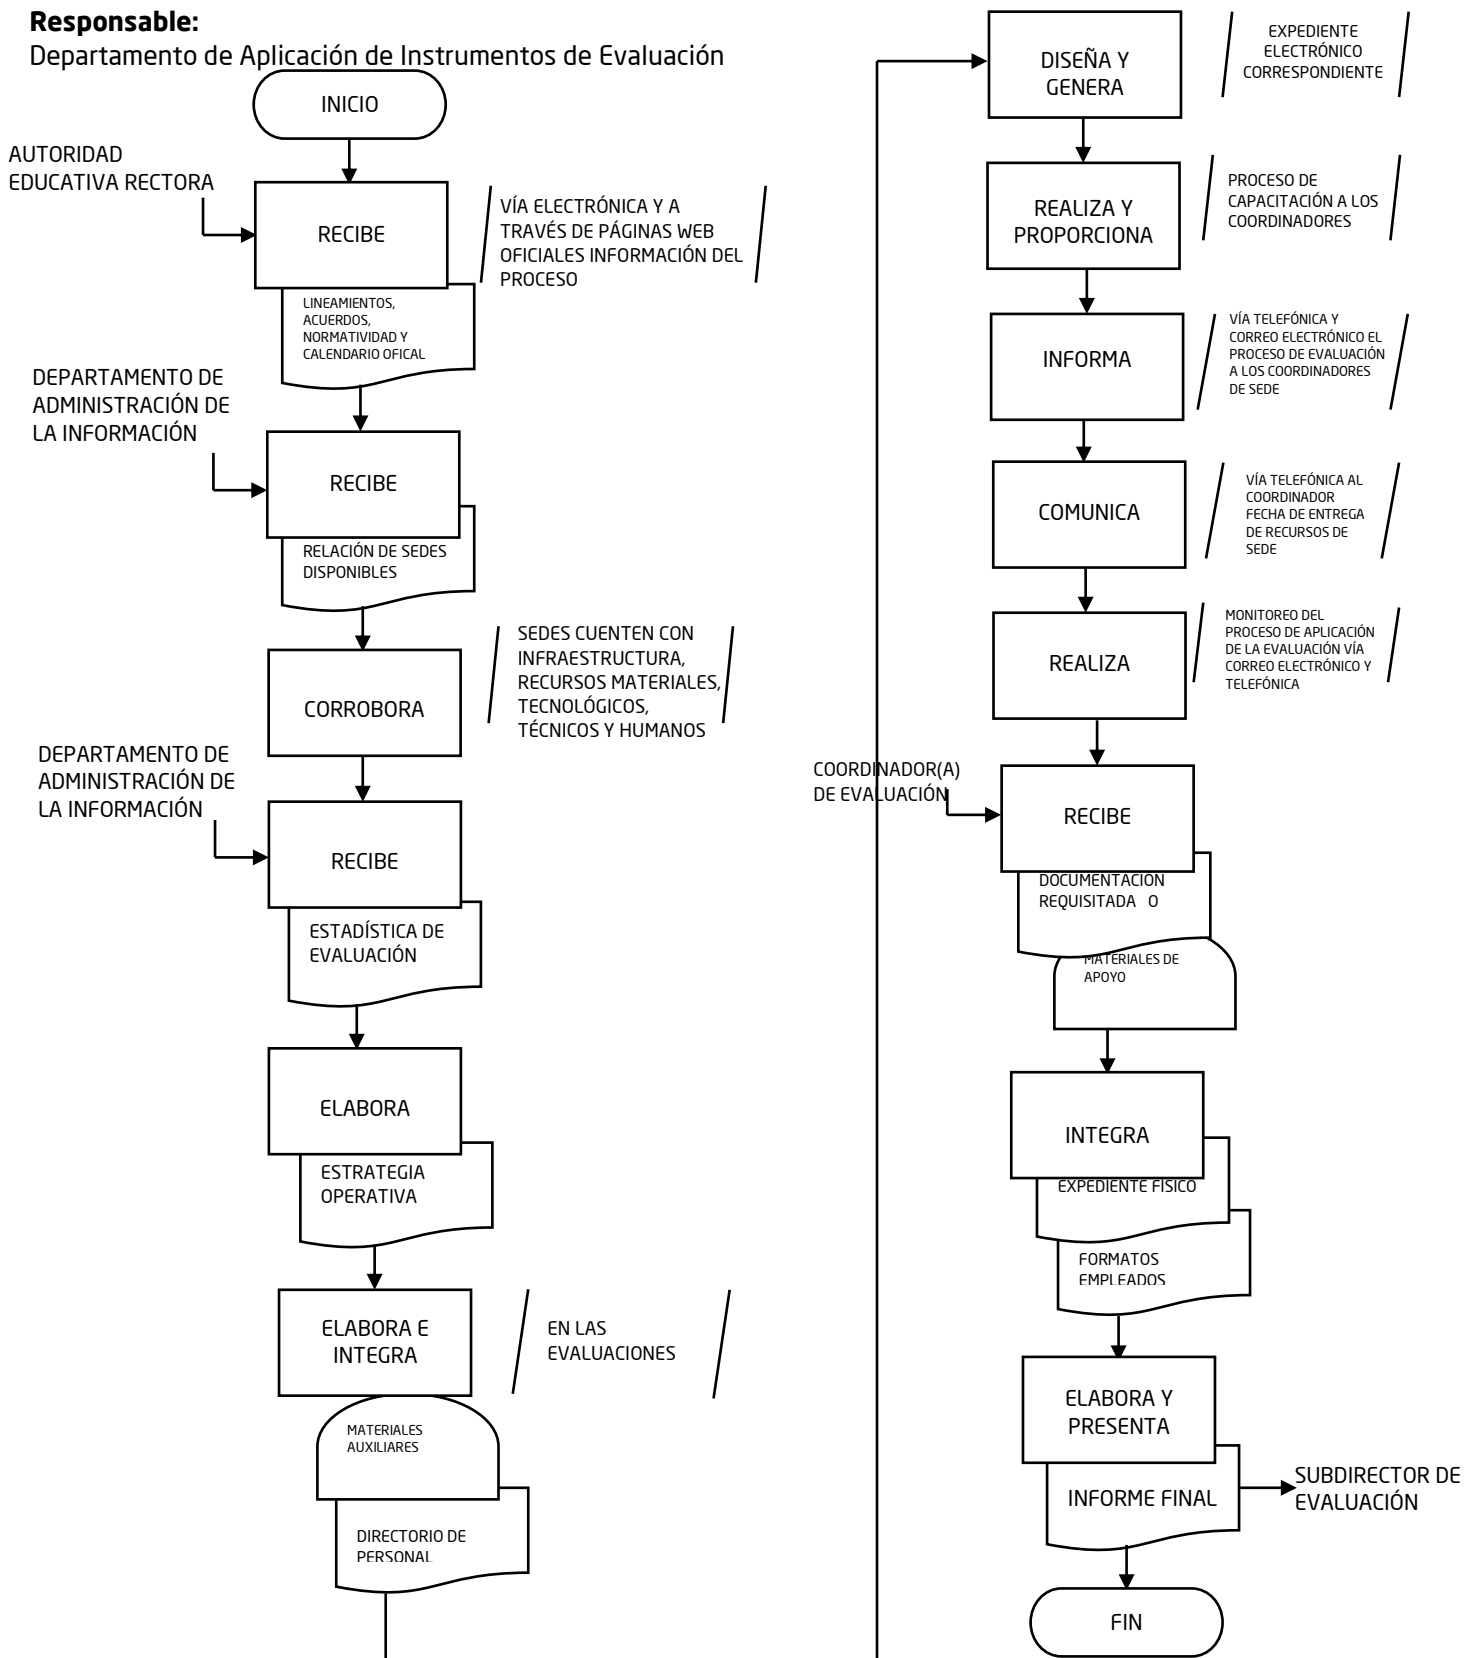 Responsable:
Departamento de Aplicación de Instrumentos de Evaluación
INICIO
AUTORIDAD
EDUCATIVA RECTORA
RECIBE
VÍA ELECTRÓNICA Y A
TRAVÉS DE PÁGINAS WEB
OFICIALES INFORMACIÓN DEL
PROCESO
LINEAMIENTOS,
ACUERDOS,
NORMATIVIDAD Y
CALENDARIO OFICAL
DEPARTAMENTO DE
ADMINISTRACIÓN DE
LA INFORMACIÓN
RECIBE
RELACIÓN DE SEDES
DISPONIBLES
CORROBORA
SEDES CUENTEN CON
INFRAESTRUCTURA,
RECURSOS MATERIALES,
TECNOLÓGICOS,
TÉCNICOS Y HUMANOS
DEPARTAMENTO DE
ADMINISTRACIÓN DE
LA INFORMACIÓN
RECIBE
ESTADÍSTICA DE
EVALUACIÓN
ELABORA
ESTRATEGIA
OPERATIVA
ELABORA E
INTEGRA
EN LAS
EVALUACIONES
MATERIALES
AUXILIARES
DIRECTORIO DE
PERSONAL
DISEÑA Y
GENERA
EXPEDIENTE
ELECTRÓNICO
CORRESPONDIENTE
REALIZA Y
PROPORCIONA
PROCESO DE
CAPACITACIÓN A LOS
COORDINADORES
INFORMA
VÍA TELEFÓNICA Y
CORREO ELECTRÓNICO EL
PROCESO DE EVALUACIÓN
A LOS COORDINADORES
DE SEDE
COMUNICA
VÍA TELEFÓNICA AL
COORDINADOR
FECHA DE ENTREGA
DE RECURSOS DE
SEDE
REALIZA
MONITOREO DEL
PROCESO DE APLICACIÓN
DE LA EVALUACIÓN VÍA
CORREO ELECTRÓNICO Y
TELEFÓNICA
COORDINADOR(A)
DE EVALUACIÓN
RECIBE
DOCUMENTACIÓN
REQUISITADA O
MATERIALES DE
APOYO
INTEGRA
EXPEDIENTE FÍSICO
FORMATOS
EMPLEADOS
ELABORA Y
PRESENTA
INFORME FINAL
SUBDIRECTOR DE
EVALUACIÓN
FIN